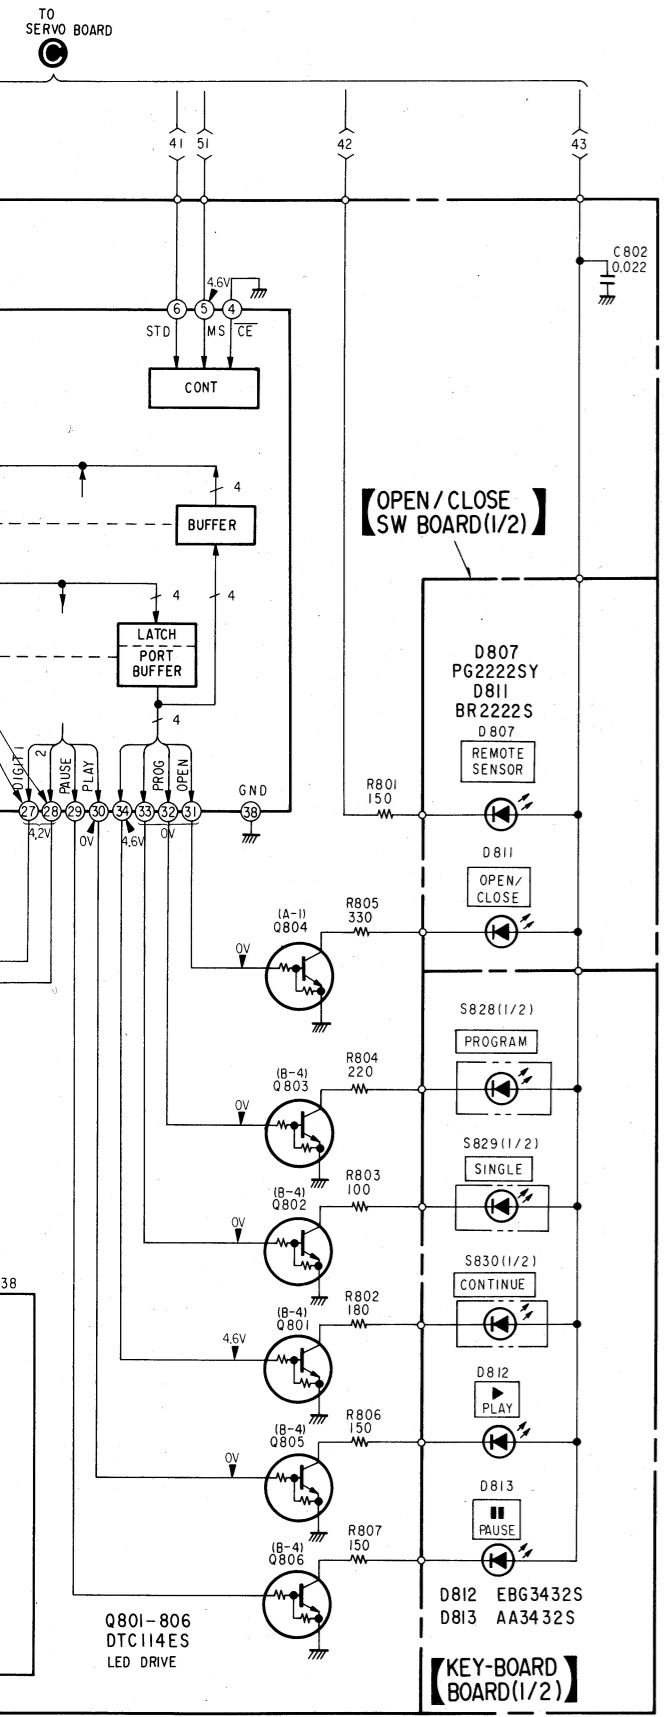 TO
SERVO BOARD
C
41 51 42 43
C802
0.022
4.6V
6 5 4
STD MS CE
CONT
4
BUFFER
4 4
LATCH
PORT
BUFFER
4
【OPEN/CLOSE
SW BOARD(1/2)】
D807
PG2222SY
D811
BR2222S
D807
REMOTE
SENSOR
DIGIT1 2 PAUSE PLAY PROG OPEN
GND
27 28 29 30 34 33 32 31 38
4.2V 0V 4.6V 0V
R801
150
D811
OPEN/
CLOSE
(A-1)
Q804
0V
R805
330
S828(1/2)
PROGRAM
(B-4)
Q803
0V
R804
220
S829(1/2)
SINGLE
(B-4)
Q802
0V
R803
100
S830(1/2)
CONTINUE
38
(B-4)
Q801
4.6V
R802
180
D812
PLAY
(B-4)
Q805
0V
R806
150
D813
PAUSE
(B-4)
Q806
R807
150
D812 EBG3432S
D813 AA3432S
Q801-806
DTC114ES
LED DRIVE
【KEY-BOARD
BOARD(1/2)】